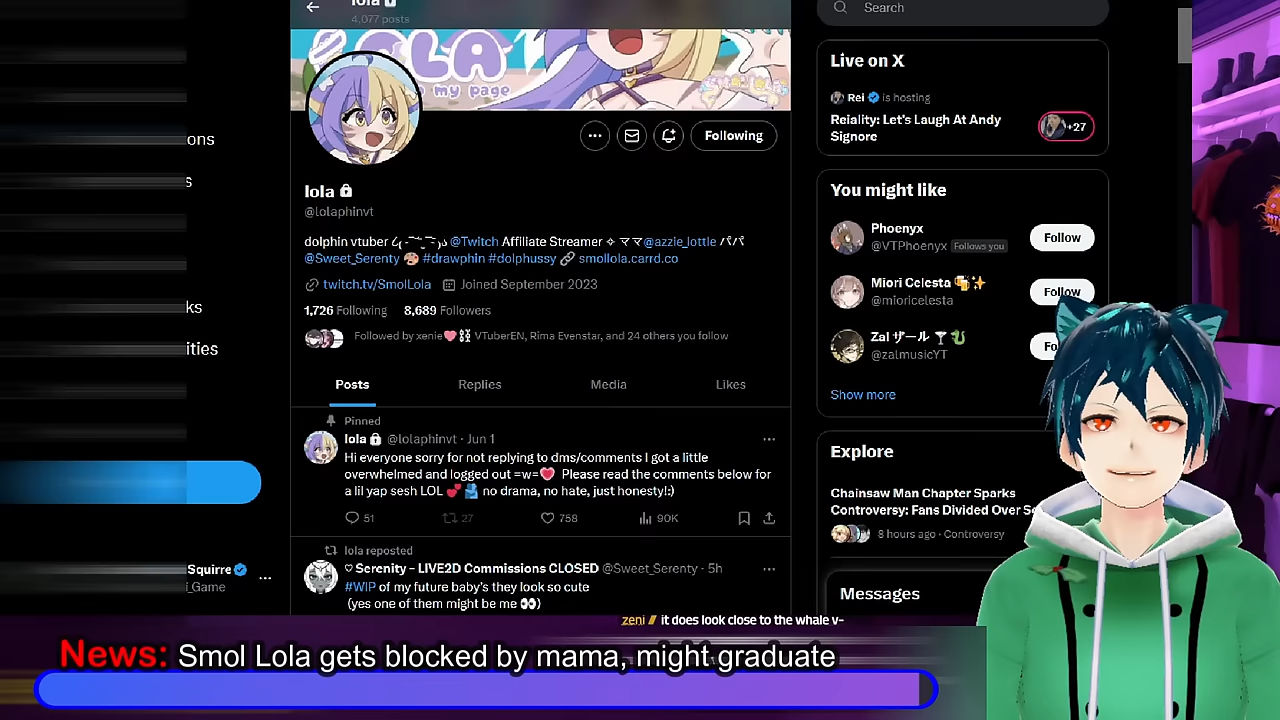 lola
4,077 posts
LOLA
to my page
Search
Following
lola
@lolaphinvt
dolphin vtuber @Twitch Affiliate Streamer ✧ ママ@azzie_lottle パパ
@Sweet_Serenty 🎨 #drawphin #dolphussy 🔗 smollola.carrd.co
twitch.tv/SmolLola Joined September 2023
1,726 Following 8,689 Followers
Followed by xenie VTuberEN, Rima Evenstar, and 24 others you follow
Posts Replies Media Likes
Pinned
lola @lolaphinvt · Jun 1
Hi everyone sorry for not replying to dms/comments I got a little
overwhelmed and logged out =w= Please read the comments below for
a lil yap sesh LOL no drama, no hate, just honesty!:)
51 27 758 90K
lola reposted
♡ Serenity - LIVE2D Commissions CLOSED @Sweet_Serenty · 5h
#WIP of my future baby's they look so cute
(yes one of them might be me 👀)
Live on X
Rei is hosting
Reiality: Let's Laugh At Andy
Signore
+27
You might like
Phoenyx
@VTPhoenyx Follows you
Follow
Miori Celesta 🍻✨
@mioricelesta
Follow
Zal ザール 🍸🐉
@zalmusicYT
Fo
Show more
Explore
Chainsaw Man Chapter Sparks
Controversy: Fans Divided Over Sc
8 hours ago · Controversy
Messages
ons
s
ks
ities
Squirre
i_Game
zeni // it does look close to the whale v-
News: Smol Lola gets blocked by mama, might graduate